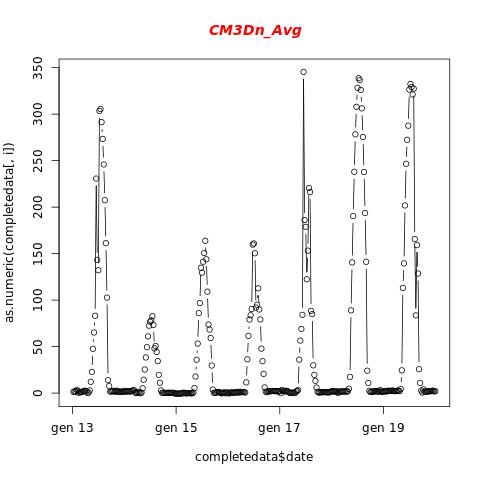 CM3Dn_Avg
as.numeric(completedata[, i])
350
300
250
200
150
100
50
0
gen 13
gen 15
gen 17
gen 19
completedata$date